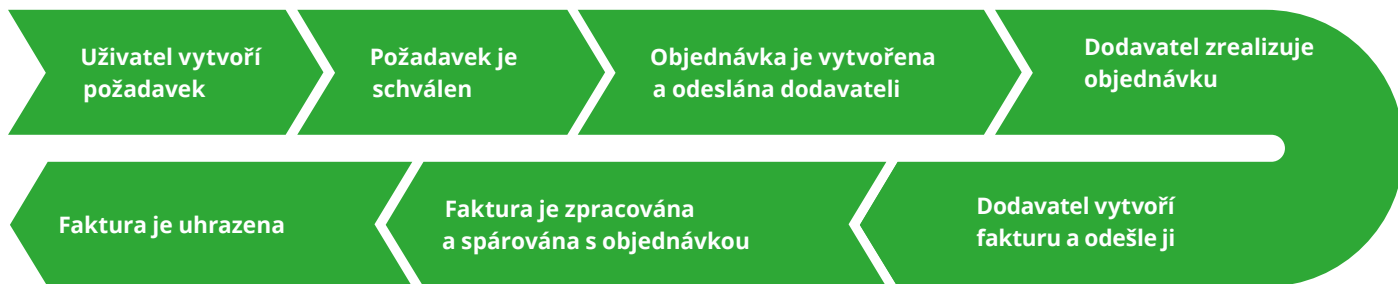 Uživatel vytvoří
požadavek
Požadavek je
schválen
Objednávka je vytvořena
a odeslána dodavateli
Dodavatel zrealizuje
objednávku
Dodavatel vytvoří
fakturu a odešle ji
Faktura je zpracována
a spárována s objednávkou
Faktura je uhrazena